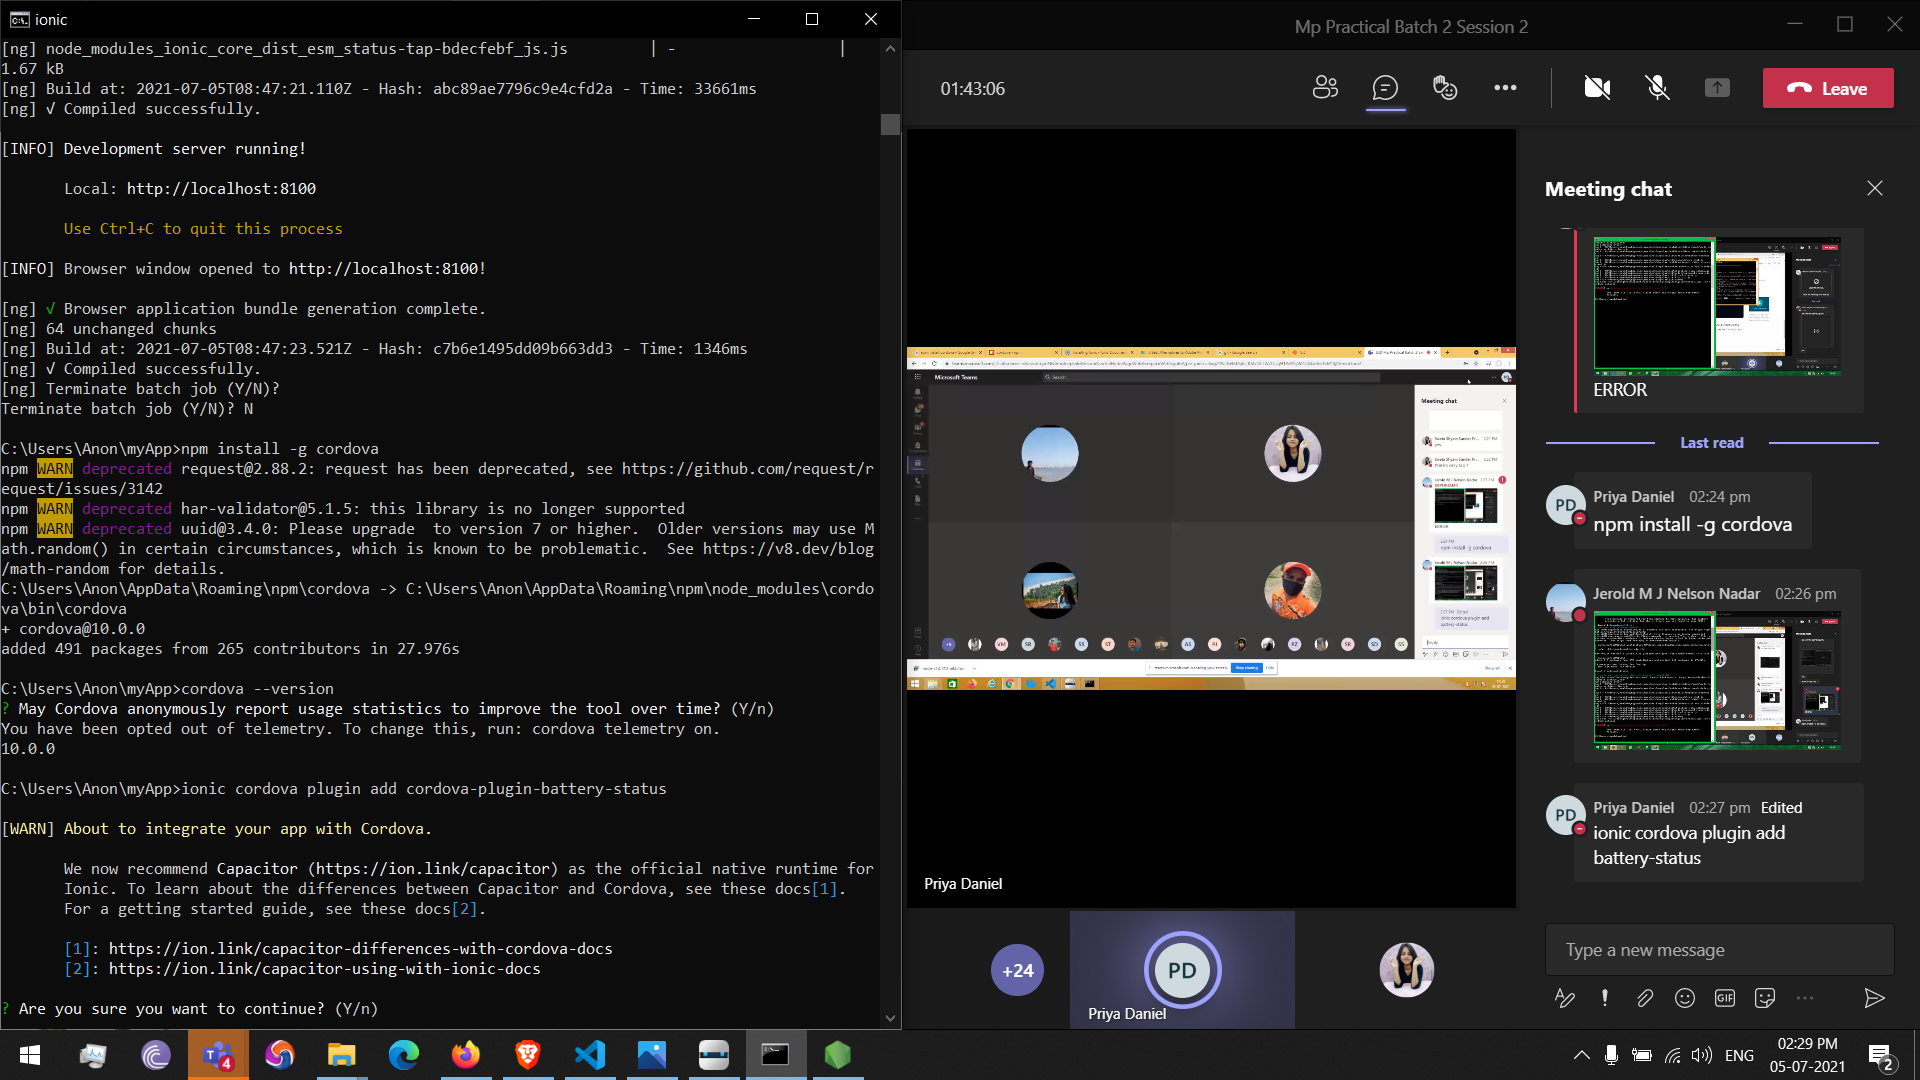 ionic
[ng] node_modules_ionic_core_dist_esm_status-tap-bdecfebf_js.js | - |
1.67 kB
[ng] Build at: 2021-07-05T08:47:21.110Z - Hash: abc89ae7796c9e4cfd2a - Time: 33661ms
[ng] √ Compiled successfully.
[INFO] Development server running!
Local: http://localhost:8100
Use Ctrl+C to quit this process
[INFO] Browser window opened to http://localhost:8100!
[ng] √ Browser application bundle generation complete.
[ng] 64 unchanged chunks
[ng] Build at: 2021-07-05T08:47:23.521Z - Hash: c7b6e1495dd09b663dd3 - Time: 1346ms
[ng] √ Compiled successfully.
[ng] Terminate batch job (Y/N)?
Terminate batch job (Y/N)? N
C:\Users\Anon\myApp>npm install -g cordova
npm WARN deprecated request@2.88.2: request has been deprecated, see https://github.com/request/r
equest/issues/3142
npm WARN deprecated har-validator@5.1.5: this library is no longer supported
npm WARN deprecated uuid@3.4.0: Please upgrade  to version 7 or higher.  Older versions may use M
ath.random() in certain circumstances, which is known to be problematic.  See https://v8.dev/blog
/math-random for details.
C:\Users\Anon\AppData\Roaming\npm\cordova -> C:\Users\Anon\AppData\Roaming\npm\node_modules\cordo
va\bin\cordova
+ cordova@10.0.0
added 491 packages from 265 contributors in 27.976s
C:\Users\Anon\myApp>cordova --version
? May Cordova anonymously report usage statistics to improve the tool over time? (Y/n)
You have been opted out of telemetry. To change this, run: cordova telemetry on.
10.0.0
C:\Users\Anon\myApp>ionic cordova plugin add cordova-plugin-battery-status
[WARN] About to integrate your app with Cordova.
We now recommend Capacitor (https://ion.link/capacitor) as the official native runtime for
Ionic. To learn about the differences between Capacitor and Cordova, see these docs[1].
For a getting started guide, see these docs[2].
[1]: https://ion.link/capacitor-differences-with-cordova-docs
[2]: https://ion.link/capacitor-using-with-ionic-docs
? Are you sure you want to continue? (Y/n)
Mp Practical Batch 2 Session 2
01:43:06
Leave
Microsoft Teams
Search
Meeting chat
ERROR
npm install -g cordova
Stop sharing
Hide
Priya Daniel
+24
PD
Priya Daniel
Meeting chat
ERROR
Last read
PD
Priya Daniel 02:24 pm
npm install -g cordova
Jerold M J Nelson Nadar 02:26 pm
PD
Priya Daniel 02:27 pm Edited
ionic cordova plugin add
battery-status
Type a new message
GIF
4
ENG
02:29 PM
05-07-2021
2